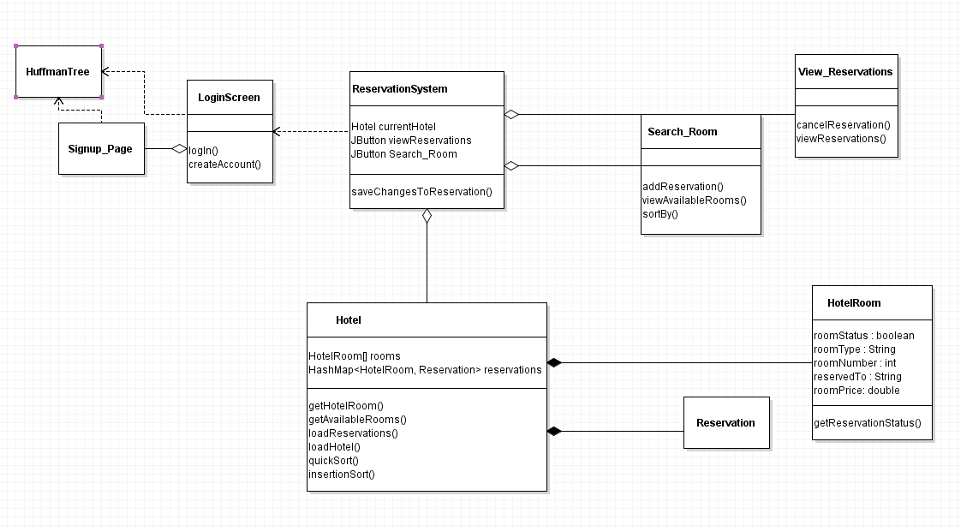 HuffmanTree
Signup_Page
LoginScreen
logIn()
createAccount()
ReservationSystem
Hotel currentHotel
JButton viewReservations
JButton Search_Room
saveChangesToReservation()
Search_Room
addReservation()
viewAvailableRooms()
sortBy()
View_Reservations
cancelReservation()
viewReservations()
Hotel
HotelRoom[] rooms
HashMap<HotelRoom, Reservation> reservations
getHotelRoom()
getAvailableRooms()
loadReservations()
loadHotel()
quickSort()
insertionSort()
Reservation
HotelRoom
roomStatus : boolean
roomType : String
roomNumber : int
reservedTo : String
roomPrice: double
getReservationStatus()